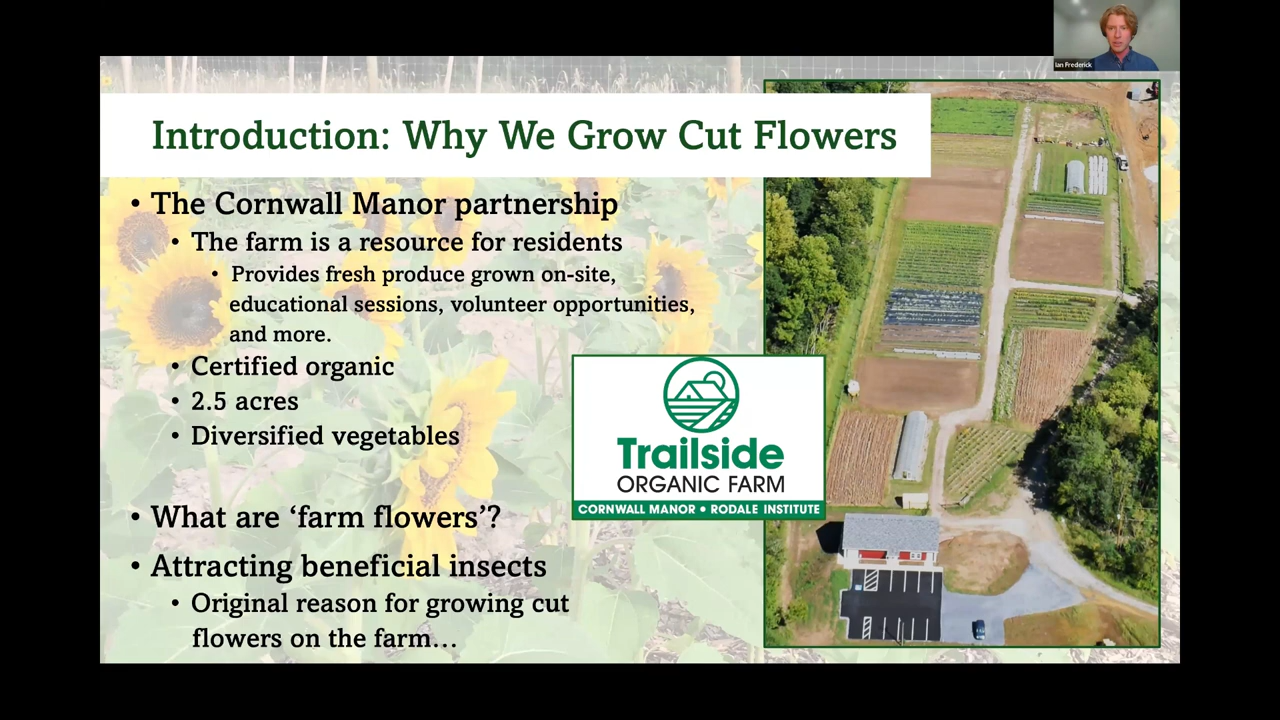 Ian Frederick
Introduction: Why We Grow Cut Flowers
• The Cornwall Manor partnership
• The farm is a resource for residents
• Provides fresh produce grown on-site,
educational sessions, volunteer opportunities,
and more.
• Certified organic
• 2.5 acres
• Diversified vegetables
• What are ‘farm flowers’?
• Attracting beneficial insects
• Original reason for growing cut
flowers on the farm…
Trailside
ORGANIC FARM
CORNWALL MANOR • RODALE INSTITUTE